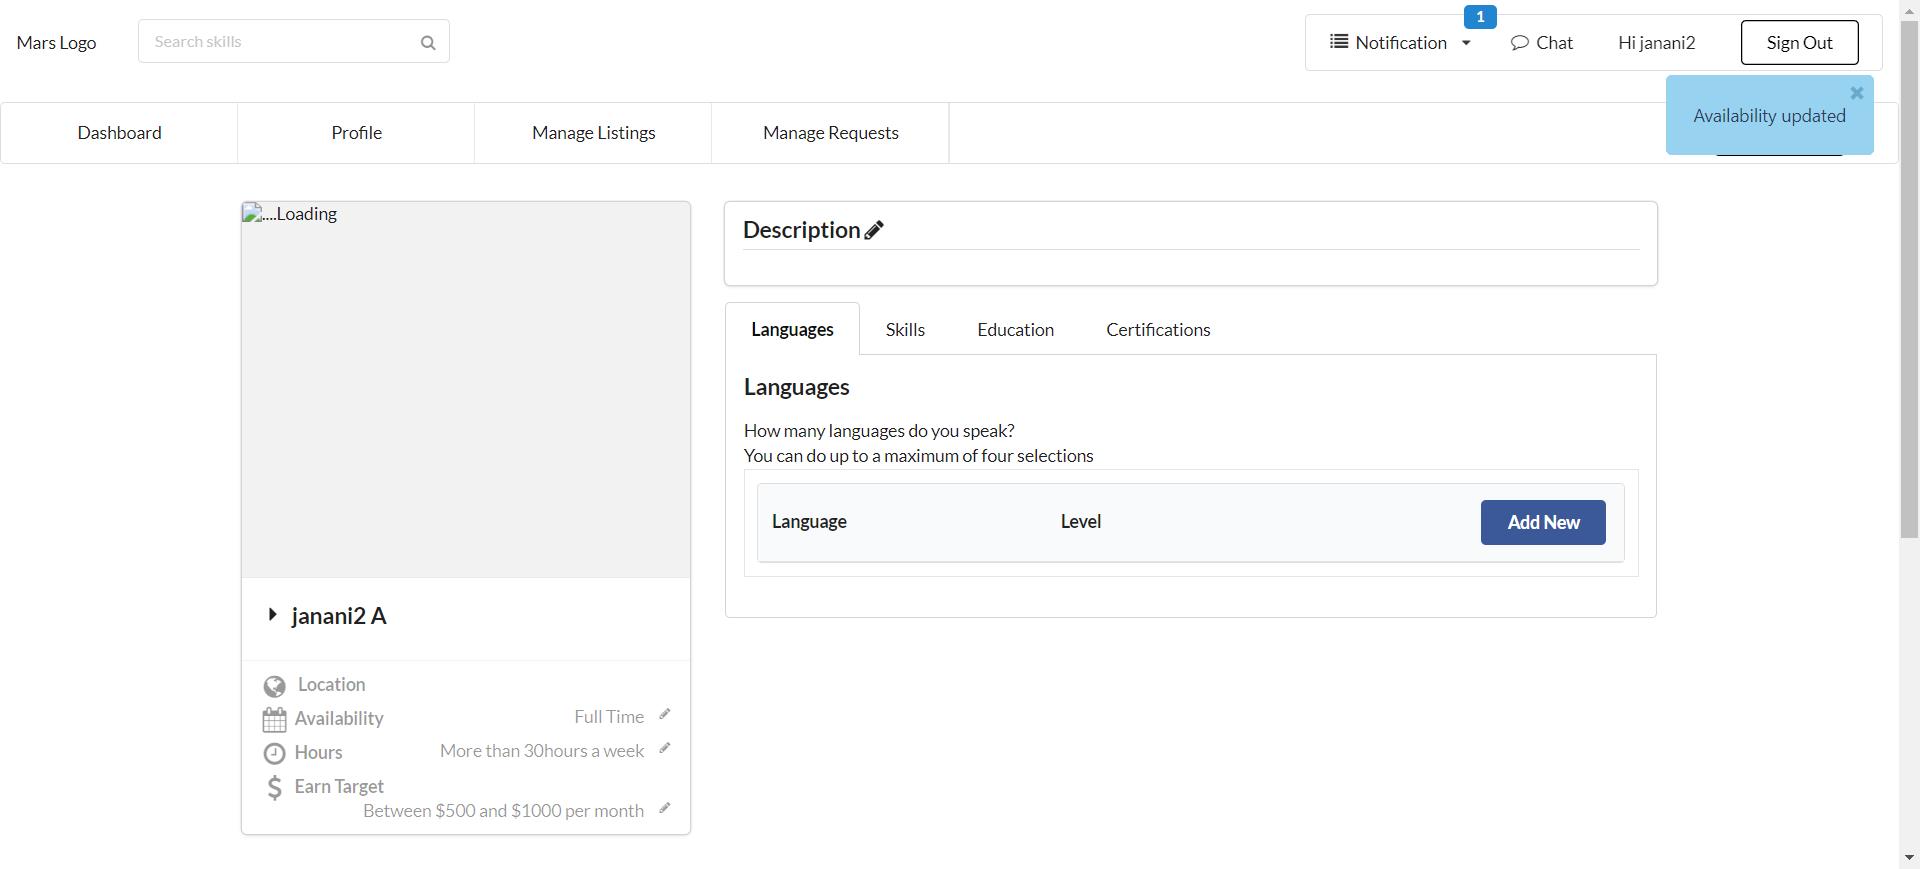 Mars Logo
Search skills
Notification
1
Chat
Hi janani2
Sign Out
Availability updated
Dashboard
Profile
Manage Listings
Manage Requests
....Loading
janani2 A
Location
Availability
Full Time
Hours
More than 30hours a week
Earn Target
Between $500 and $1000 per month
Description
Languages
Skills
Education
Certifications
Languages
How many languages do you speak?
You can do up to a maximum of four selections
Language
Level
Add New